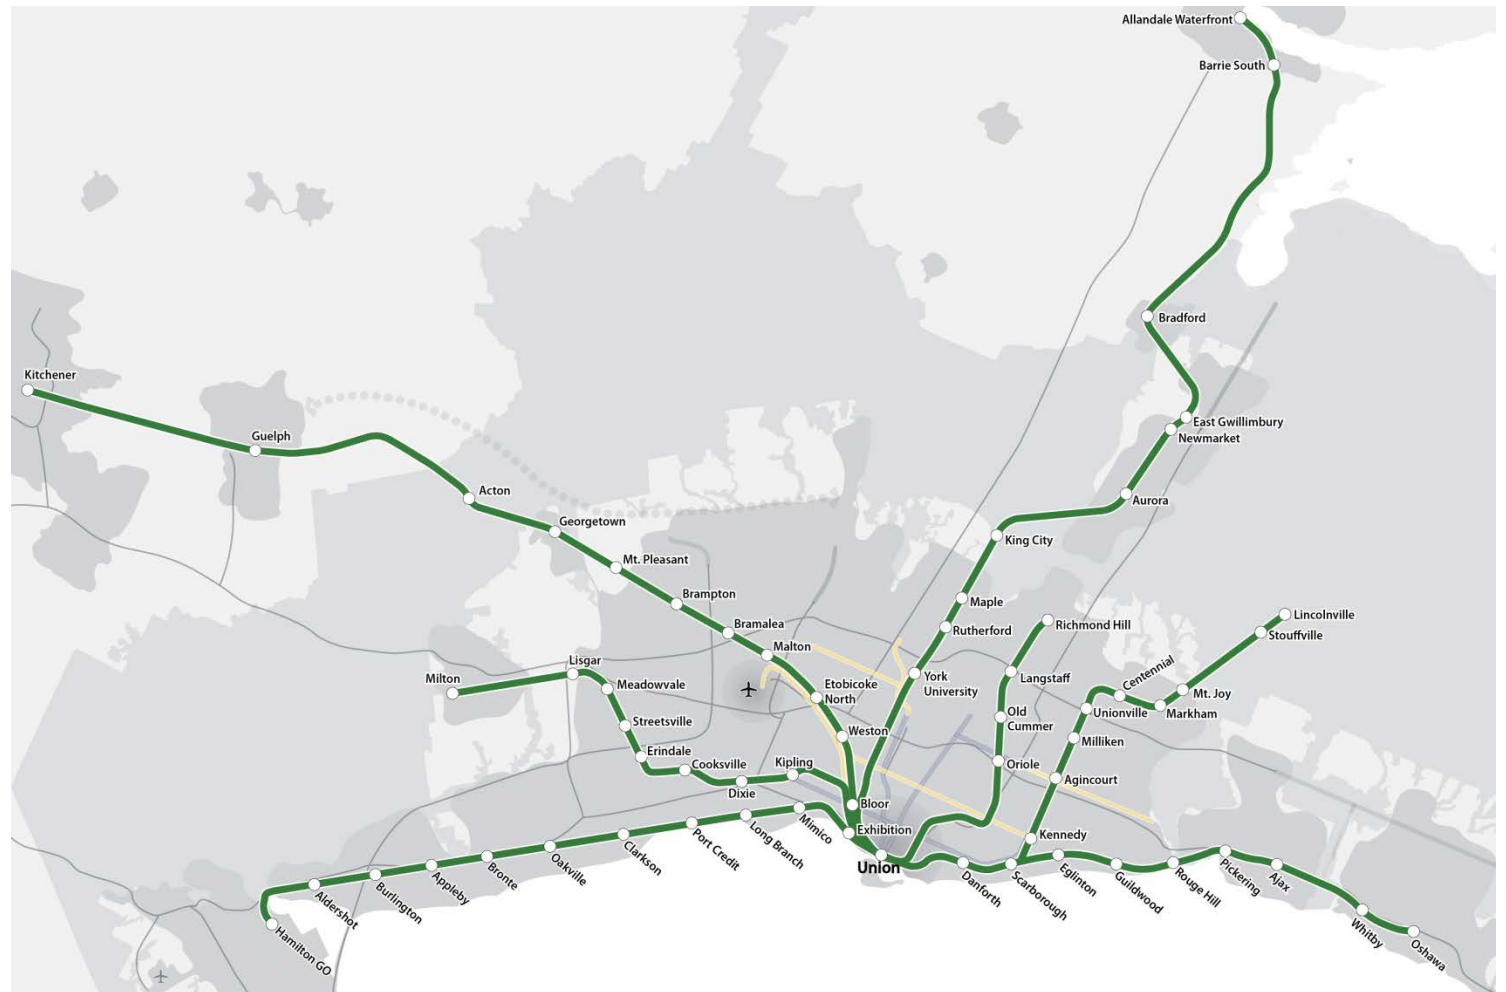 Allandale Waterfront
Barrie South
Bradford
East Gwillimbury
Newmarket
Aurora
King City
Maple
Rutherford
York
University
Kitchener
Guelph
Acton
Georgetown
Mt. Pleasant
Brampton
Bramalea
Malton
Etobicoke
North
Weston
Bloor
Richmond Hill
Langstaff
Old
Cummer
Oriole
Lincolnville
Stouffville
Mt. Joy
Markham
Centennial
Unionville
Milliken
Agincourt
Kennedy
Milton
Lisgar
Meadowvale
Streetsville
Erindale
Cooksville
Dixie
Kipling
Hamilton GO
Aldershot
Burlington
Appleby
Bronte
Oakville
Clarkson
Port Credit
Long Branch
Mimico
Exhibition
Union
Danforth
Scarborough
Eglinton
Guildwood
Rouge Hill
Pickering
Ajax
Whitby
Oshawa